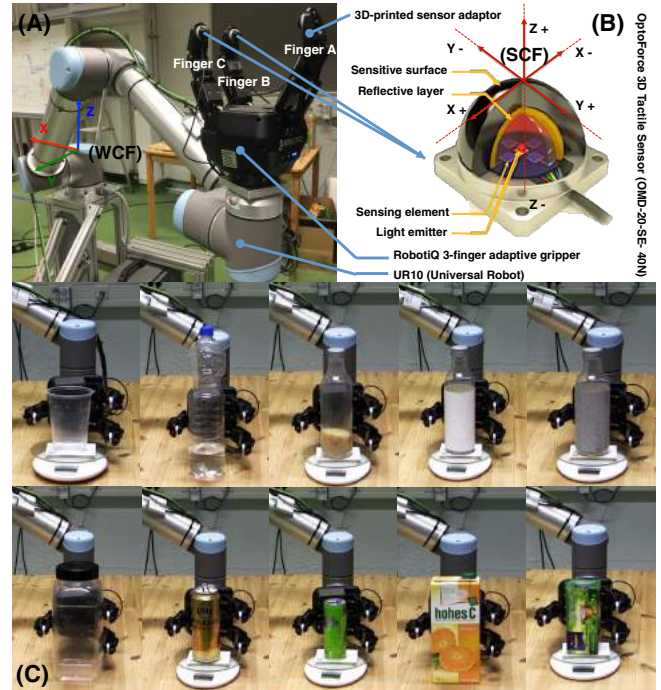 (A)
3D-printed sensor adaptor
Finger A
Finger C
Finger B
Z
X
(WCF)
Y
(B)
Z +
Y -
(SCF)
X -
Sensitive surface
Reflective layer
X +
Y +
Sensing element
Z -
Light emitter
RobotiQ 3-finger adaptive gripper
UR10 (Universal Robot)
OptoForce 3D Tactile Sensor (OMD-20-SE- 40N)
hohes C
(C)